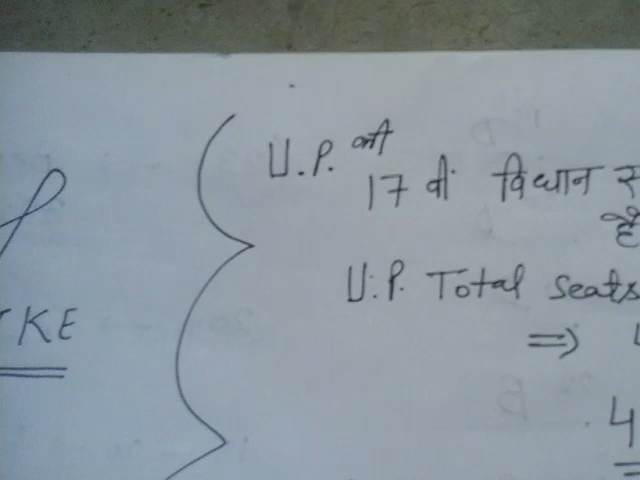 U.P. की
17 वीं विधान स
है
U.P. Total Seats
=>
4
KE